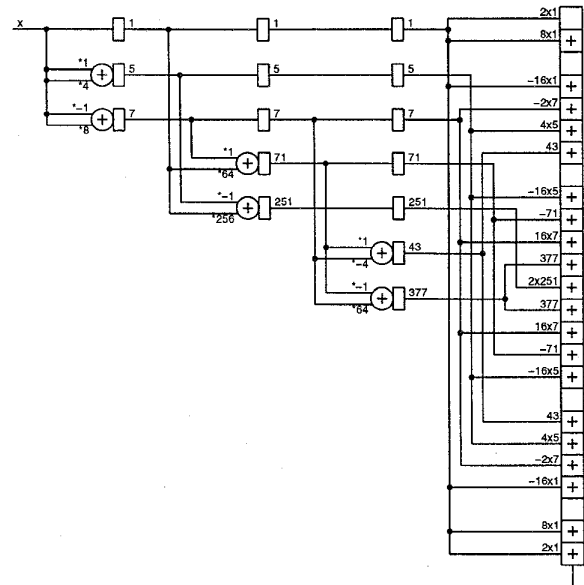 2x1
x 1 1 1
8x1
*1 5 5 5
*4
-16x1
-2x7
*-1 7 7 7
*8
4x5
43
*1 71 71
*64
-16x5
*-1 251 251
*256
-71
16x7
*1 43
*-4
377
2x251
*-1 377
*64
377
16x7
-71
-16x5
43
4x5
-2x7
-16x1
8x1
2x1